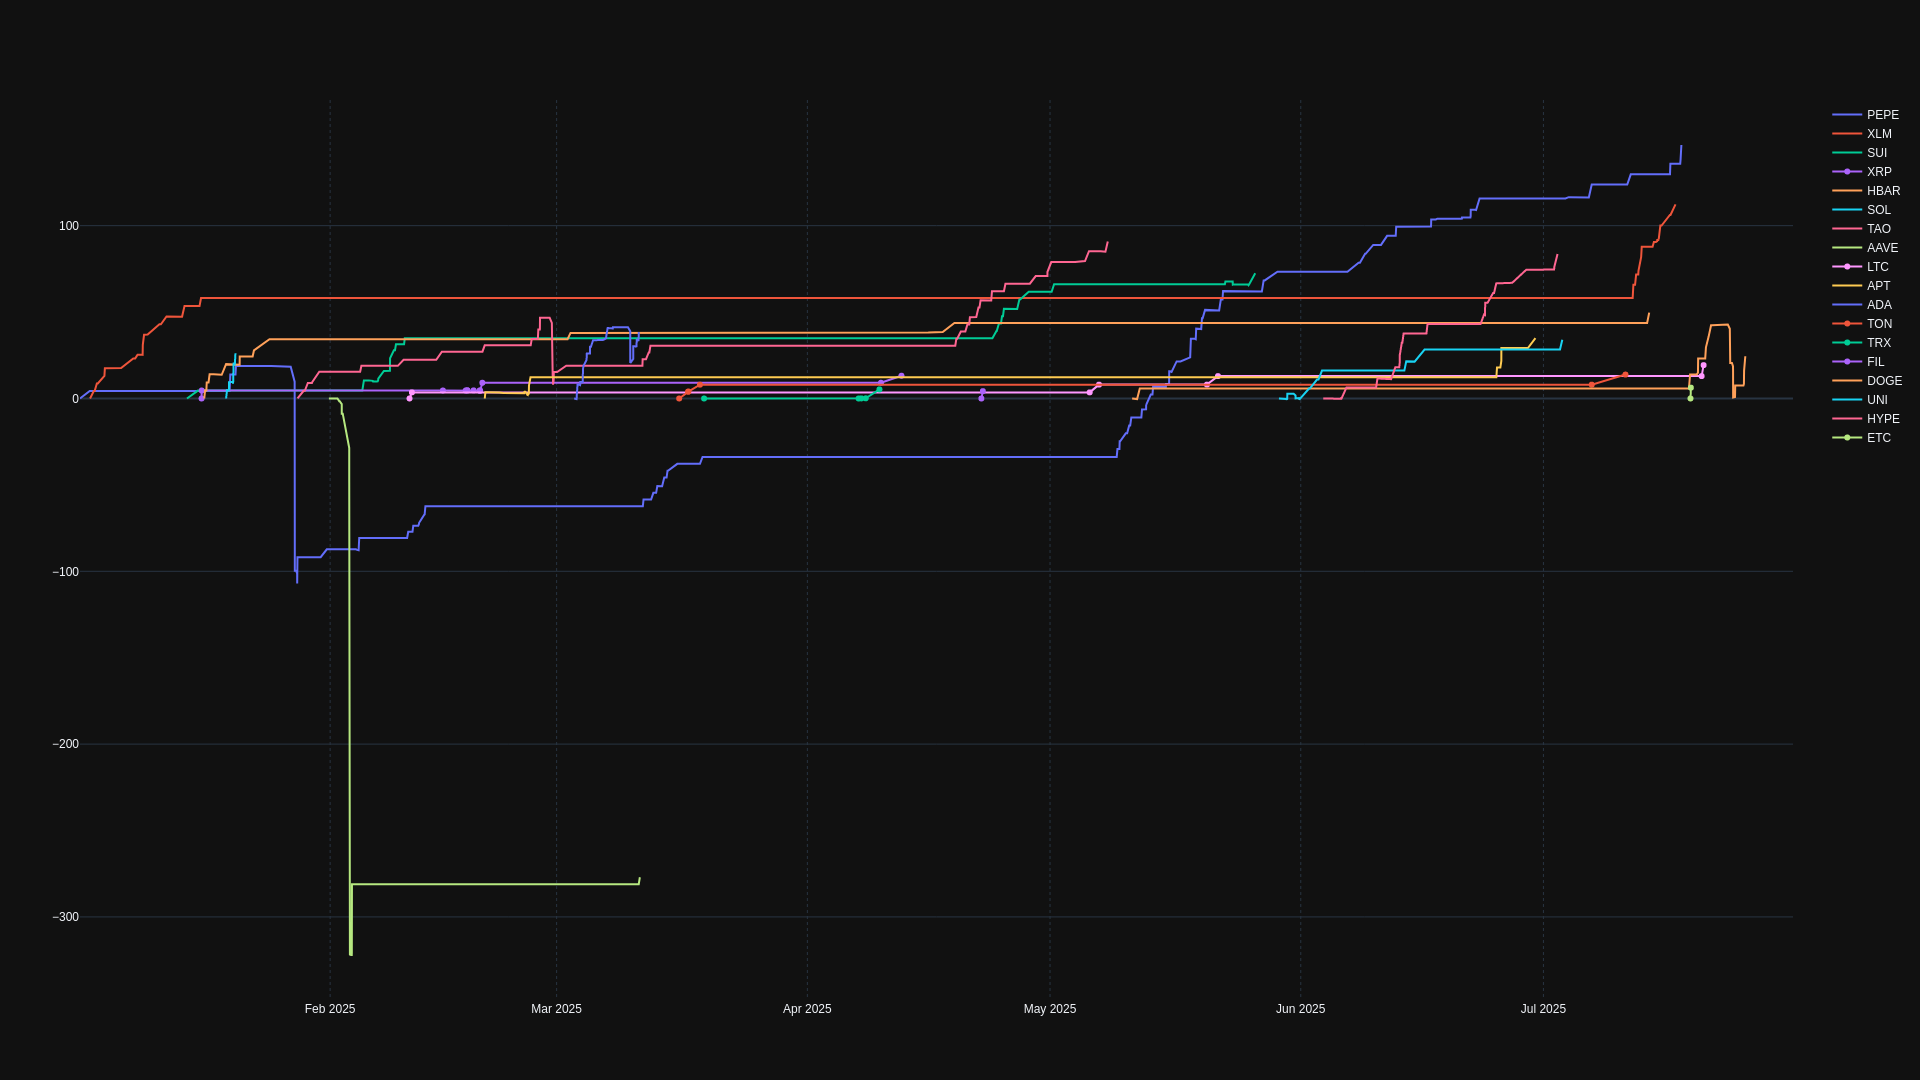 100
0
−100
−200
−300
Feb 2025
Mar 2025
Apr 2025
May 2025
Jun 2025
Jul 2025
PEPE
XLM
SUI
XRP
HBAR
SOL
TAO
AAVE
LTC
APT
ADA
TON
TRX
FIL
DOGE
UNI
HYPE
ETC